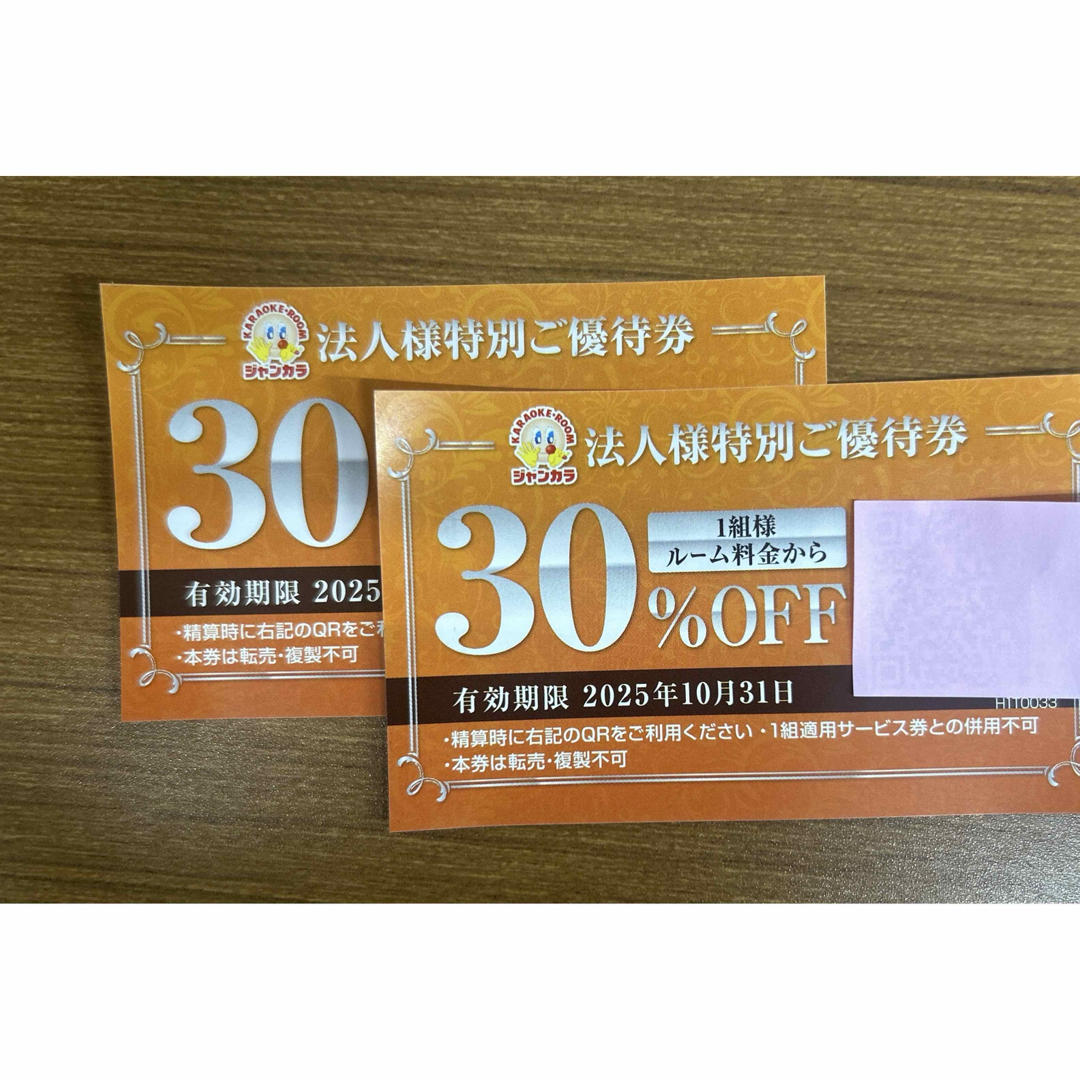 KARAOKE・ROOM
ジャンカラ
法人様特別ご優待券
30
有効期限 2025
・精算時に右記のQRをご利
・本券は転売・複製不可
KARAOKE・ROOM
ジャンカラ
法人様特別ご優待券
30
1組様
ルーム料金から
%OFF
有効期限 2025年10月31日
H1T0033
・精算時に右記のQRをご利用ください・1組適用サービス券との併用不可
・本券は転売・複製不可